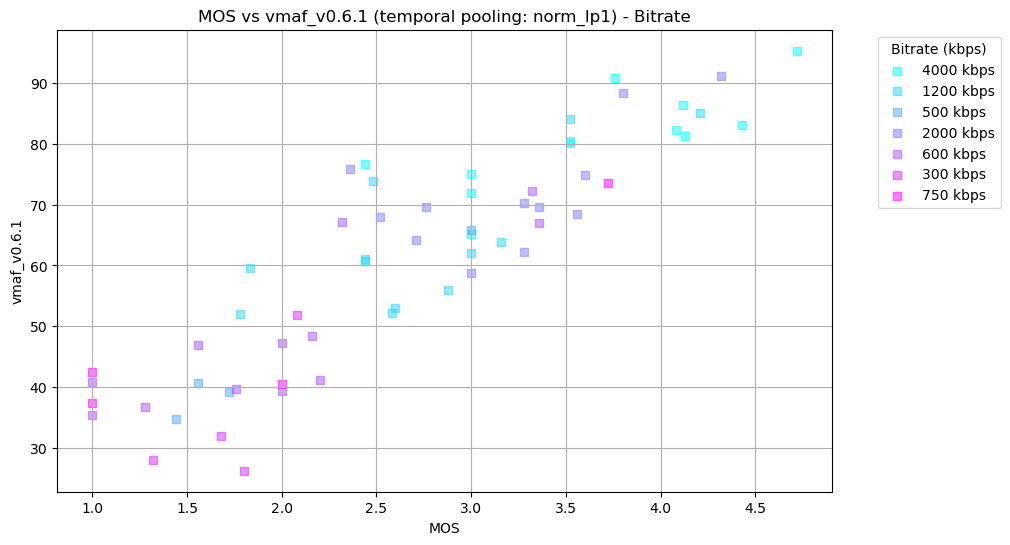 MOS vs vmaf_v0.6.1 (temporal pooling: norm_lp1) - Bitrate
vmaf_v0.6.1
90
80
70
60
50
40
30
1.0 1.5 2.0 2.5 3.0 3.5 4.0 4.5
MOS
Bitrate (kbps)
4000 kbps
1200 kbps
500 kbps
2000 kbps
600 kbps
300 kbps
750 kbps